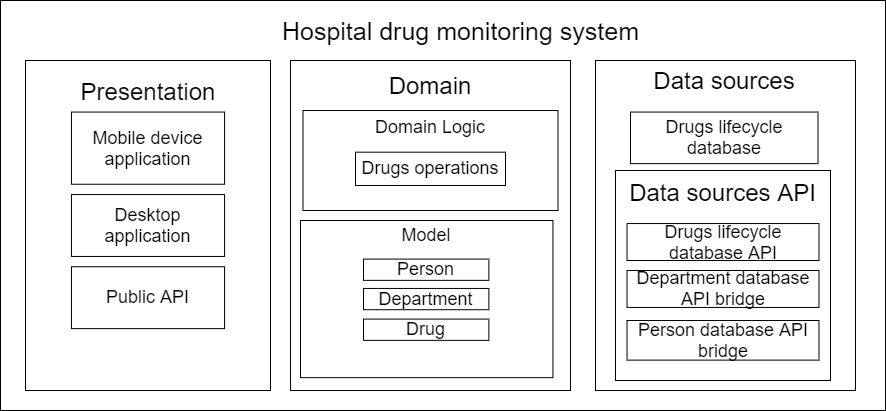 Hospital drug monitoring system
Presentation
Mobile device
application
Desktop
application
Public API
Domain
Domain Logic
Drugs operations
Model
Person
Department
Drug
Data sources
Drugs lifecycle
database
Data sources API
Drugs lifecycle
database API
Department database
API bridge
Person database API
bridge